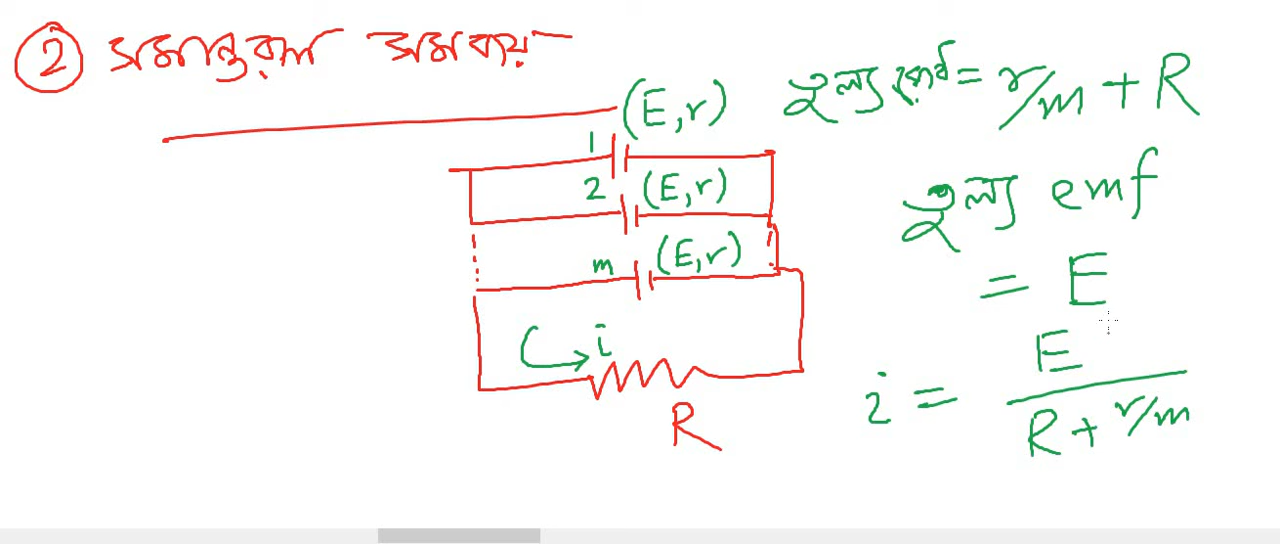 ② সমান্তরাল সমবায়
(E, r)
1
2 (E, r)
m (E, r)
i
R
তুল্য রোধ = r/m + R
তুল্য emf
= E
i = E / (R + r/m)